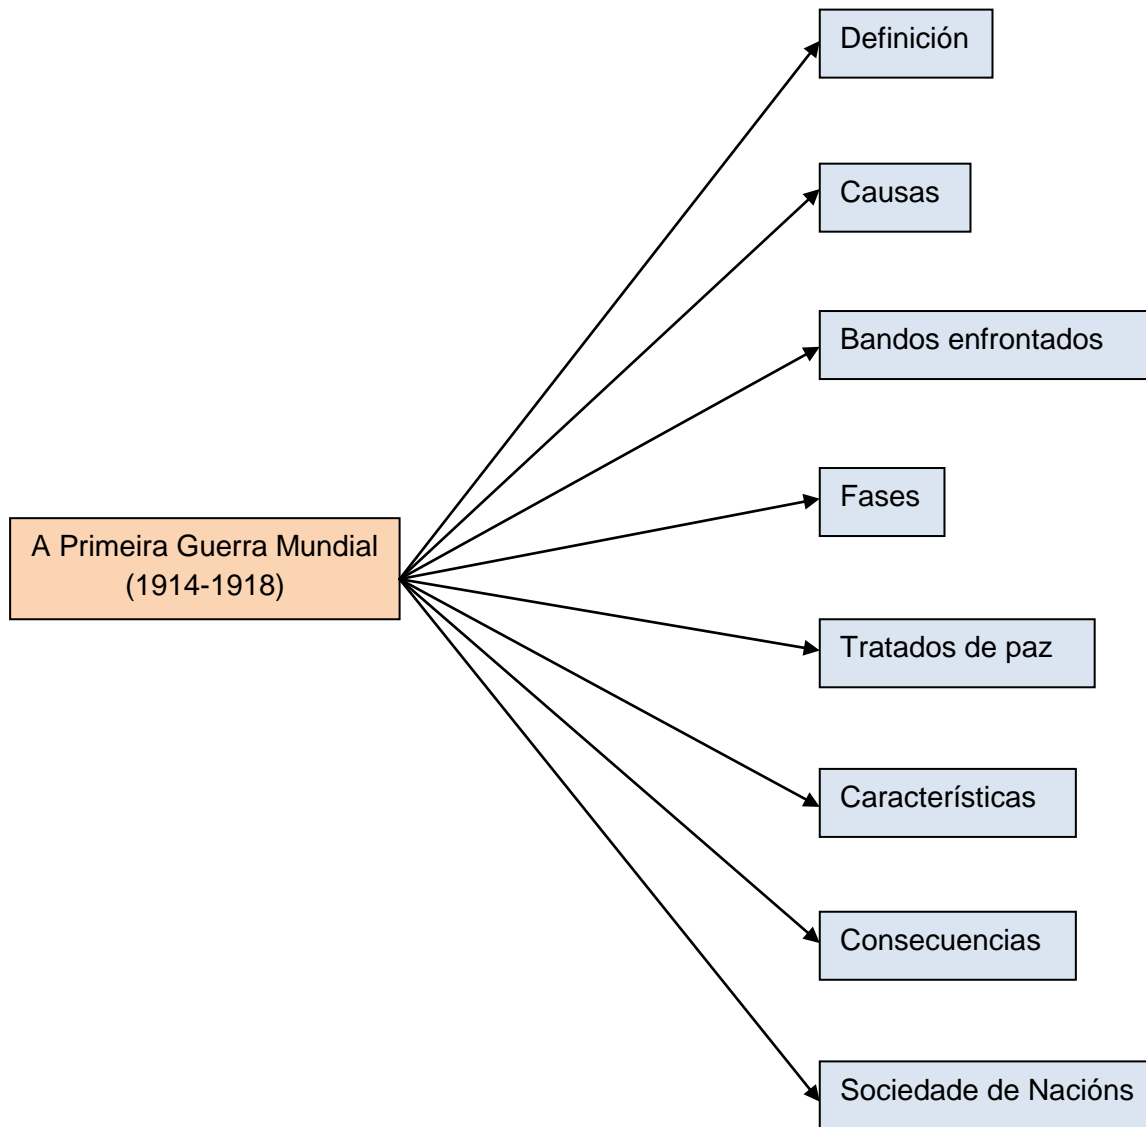 Definición
Causas
Bandos enfrontados
Fases
A Primeira Guerra Mundial
(1914-1918)
Tratados de paz
Características
Consecuencias
Sociedade de Nacións